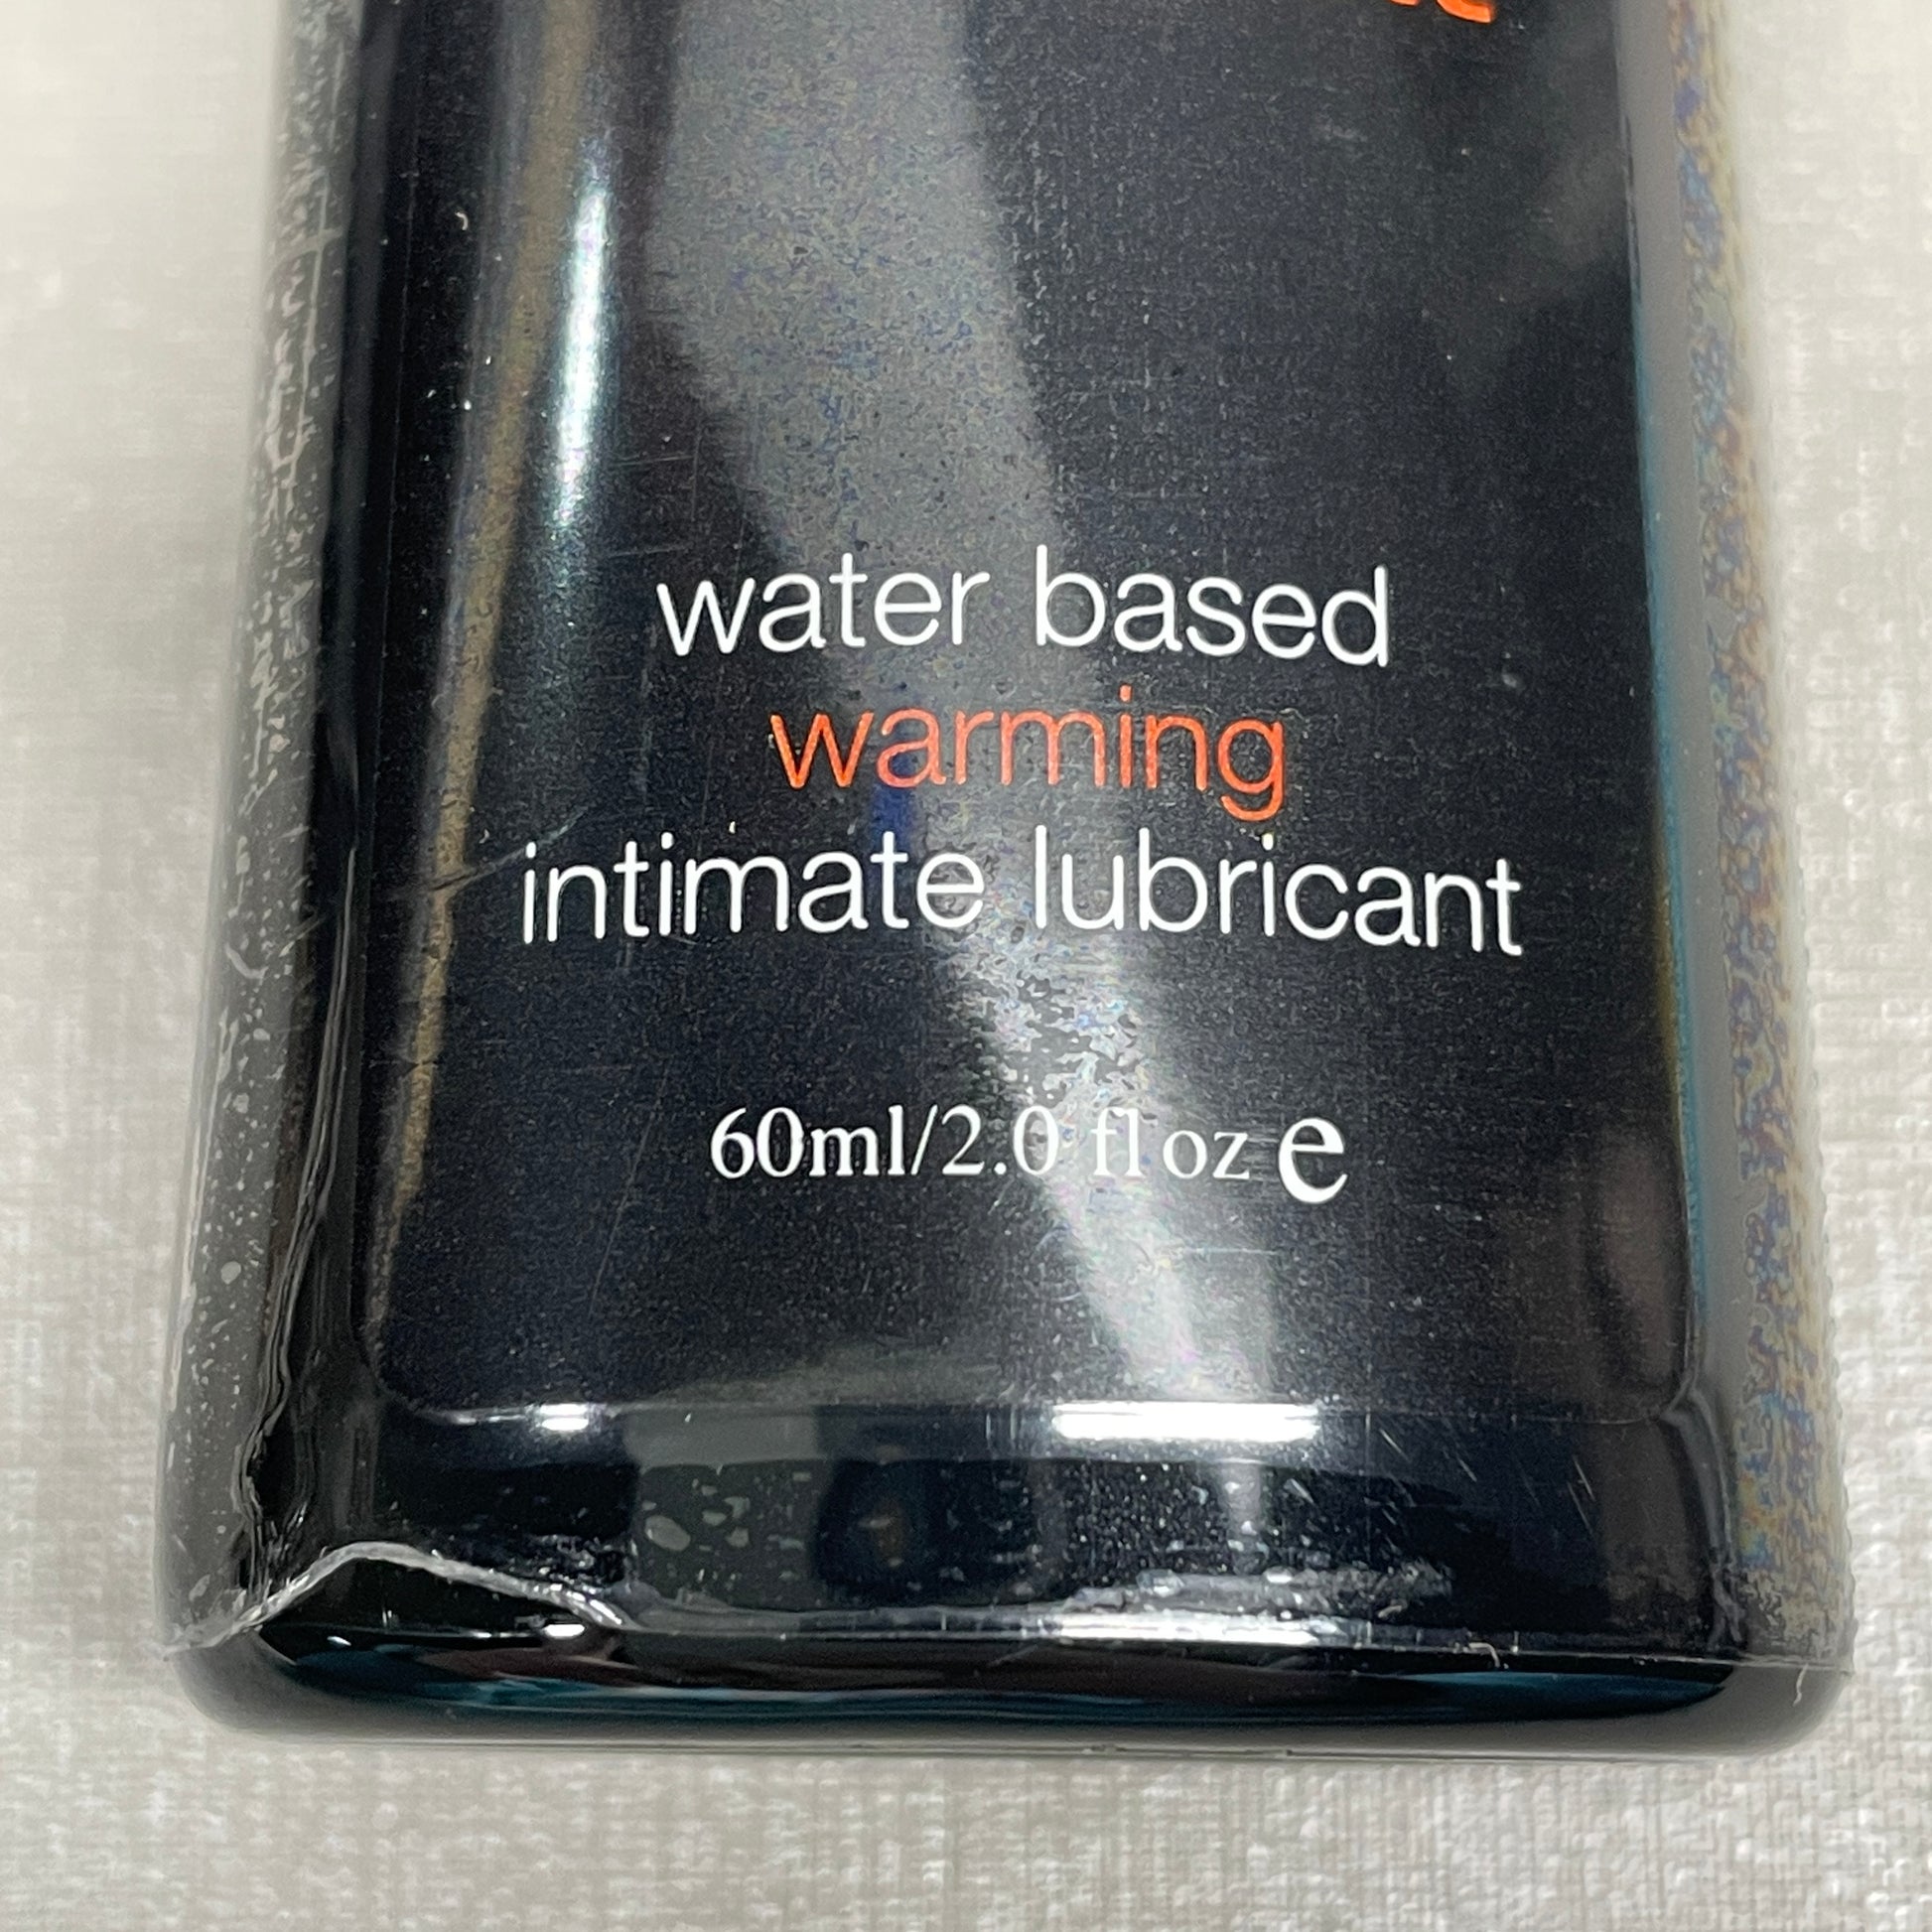 water based
warming
intimate lubricant
60ml/2.0 fl oz e